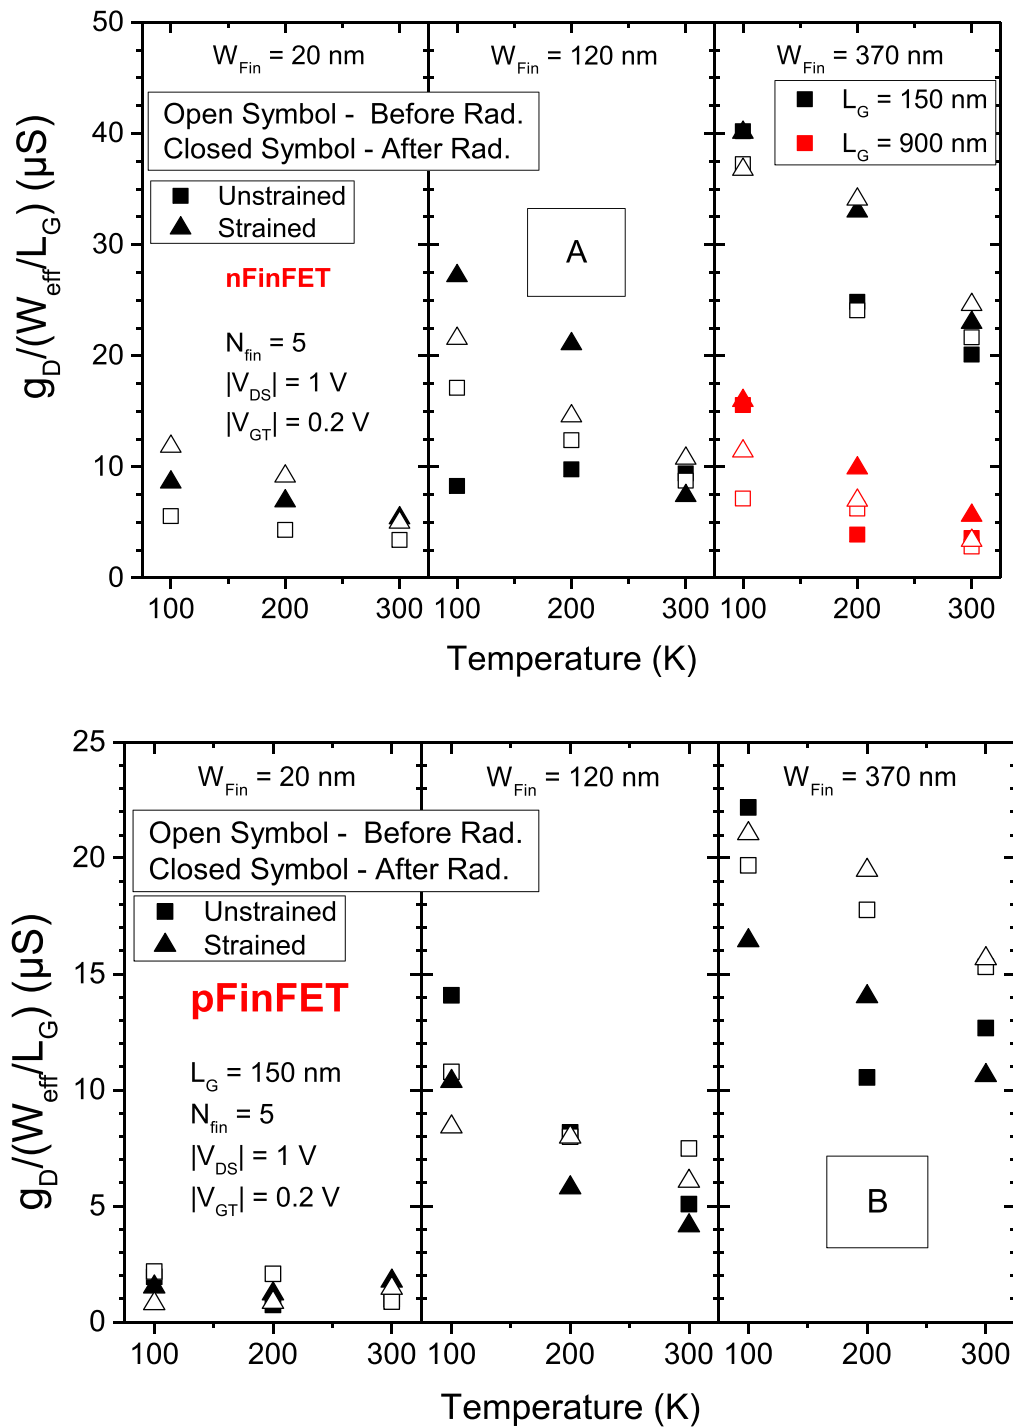 50
40
30
20
10
0
g_D/(W_eff/L_G) (µS)
W_Fin = 20 nm
W_Fin = 120 nm
W_Fin = 370 nm
Open Symbol - Before Rad.
Closed Symbol - After Rad.
Unstrained
Strained
L_G = 150 nm
L_G = 900 nm
A
nFinFET
N_fin = 5
|V_DS| = 1 V
|V_GT| = 0.2 V
100 200 300 100 200 300 100 200 300
Temperature (K)
25
20
15
10
5
0
g_D/(W_eff/L_G) (µS)
W_Fin = 20 nm
W_Fin = 120 nm
W_Fin = 370 nm
Open Symbol - Before Rad.
Closed Symbol - After Rad.
Unstrained
Strained
pFinFET
L_G = 150 nm
N_fin = 5
|V_DS| = 1 V
|V_GT| = 0.2 V
B
100 200 300 100 200 300 100 200 300
Temperature (K)